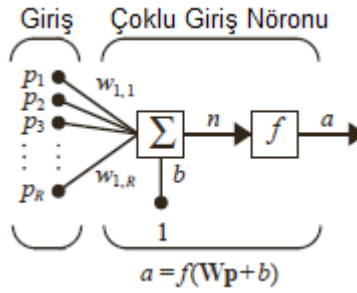 Giriş Çoklu Giriş Nöronu
p1
p2
p3
pR
w1,1
w1,R
Σ
n
f
a
b
1
a = f(Wp+b)